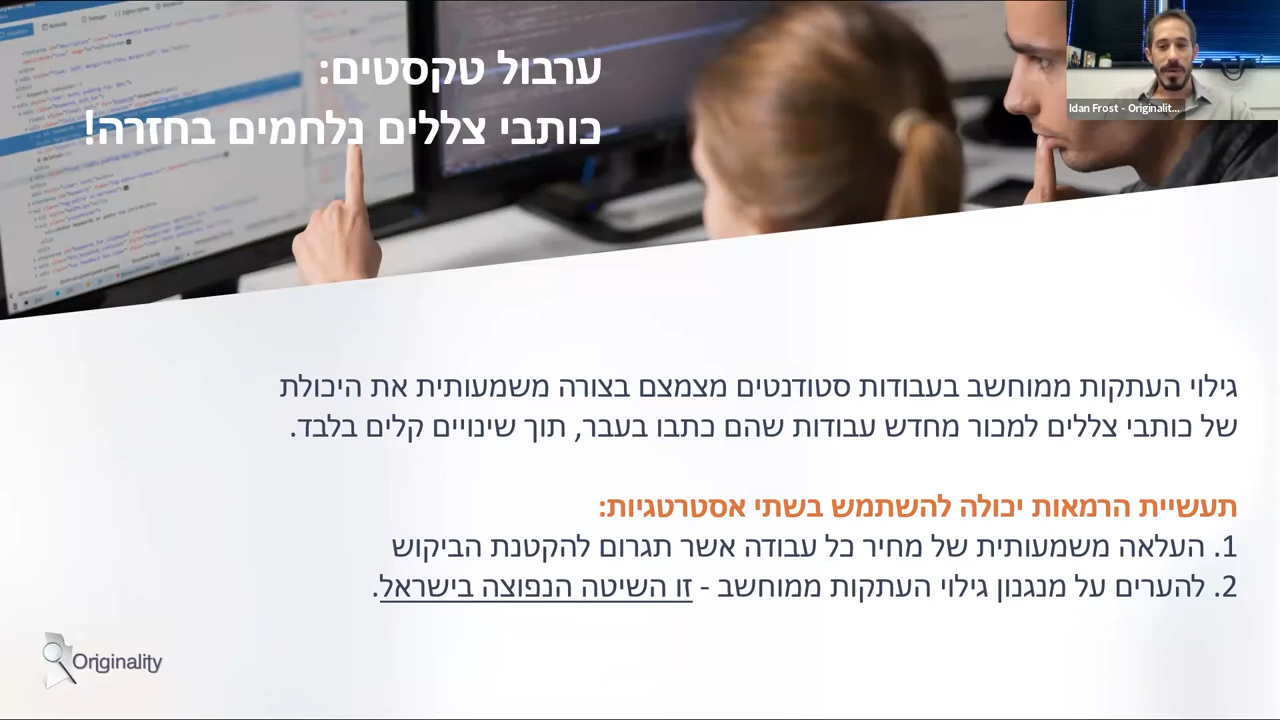 ערבול טקסטים:
כותבי צללים נלחמים בחזרה!
Idan Frost - Originalit...
גילוי העתקות ממוחשב בעבודות סטודנטים מצמצם בצורה משמעותית את היכולת
של כותבי צללים למכור מחדש עבודות שהם כתבו בעבר, תוך שינויים קלים בלבד.
תעשיית הרמאות יכולה להשתמש בשתי אסטרטגיות:
1. העלאה משמעותית של מחיר כל עבודה אשר תגרום להקטנת הביקוש
2. להערים על מנגנון גילוי העתקות ממוחשב - זו השיטה הנפוצה בישראל.
Originality